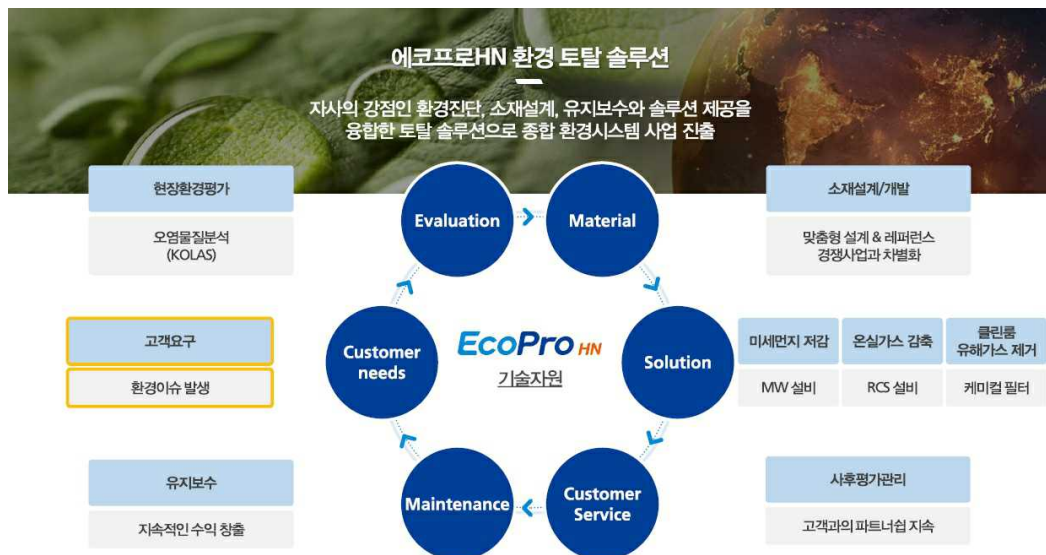 에코프로HN 환경 토탈 솔루션
자사의 강점인 환경진단, 소재설계, 유지보수와 솔루션 제공을
융합한 토탈 솔루션으로 종합 환경시스템 사업 진출
현장환경평가
오염물질분석
(KOLAS)
Evaluation
Material
소재설계/개발
맞춤형 설계 & 레퍼런스
경쟁사업과 차별화
고객요구
환경이슈 발생
Customer
needs
EcoPro HN
기술자원
Solution
미세먼지 저감
MW 설비
온실가스 감축
RCS 설비
클린룸
유해가스 제거
케미컬 필터
유지보수
지속적인 수익 창출
Maintenance
Customer
Service
사후평가관리
고객과의 파트너쉽 지속